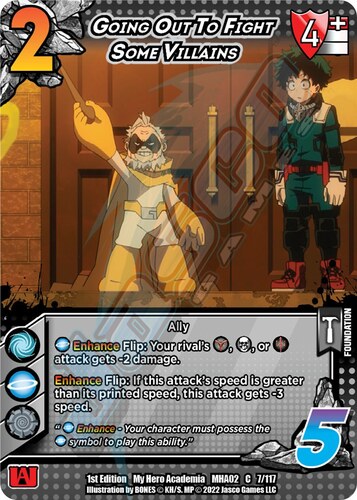 2
GOING OUT TO FIGHT
SOME VILLAINS
4
FOUNDATION
Ally
Enhance Flip: Your rival's , , or
attack gets -2 damage.
Enhance Flip: If this attack's speed is greater
than its printed speed, this attack gets -3
speed.
" Enhance - Your character must possess the
symbol to play this ability."
5
1st Edition My Hero Academia MHA02 C 7/117
Illustration by BONES © KH/S. MP © 2022 Jasco Games LLC